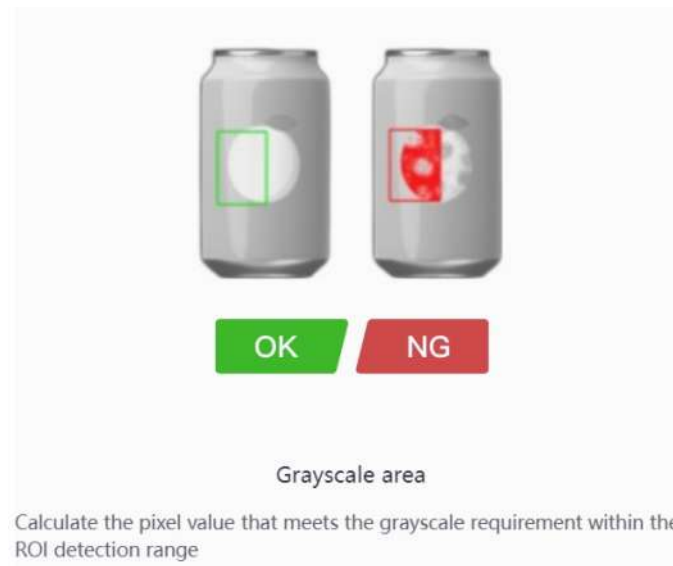 OK
NG
Grayscale area
Calculate the pixel value that meets the grayscale requirement within the
ROI detection range